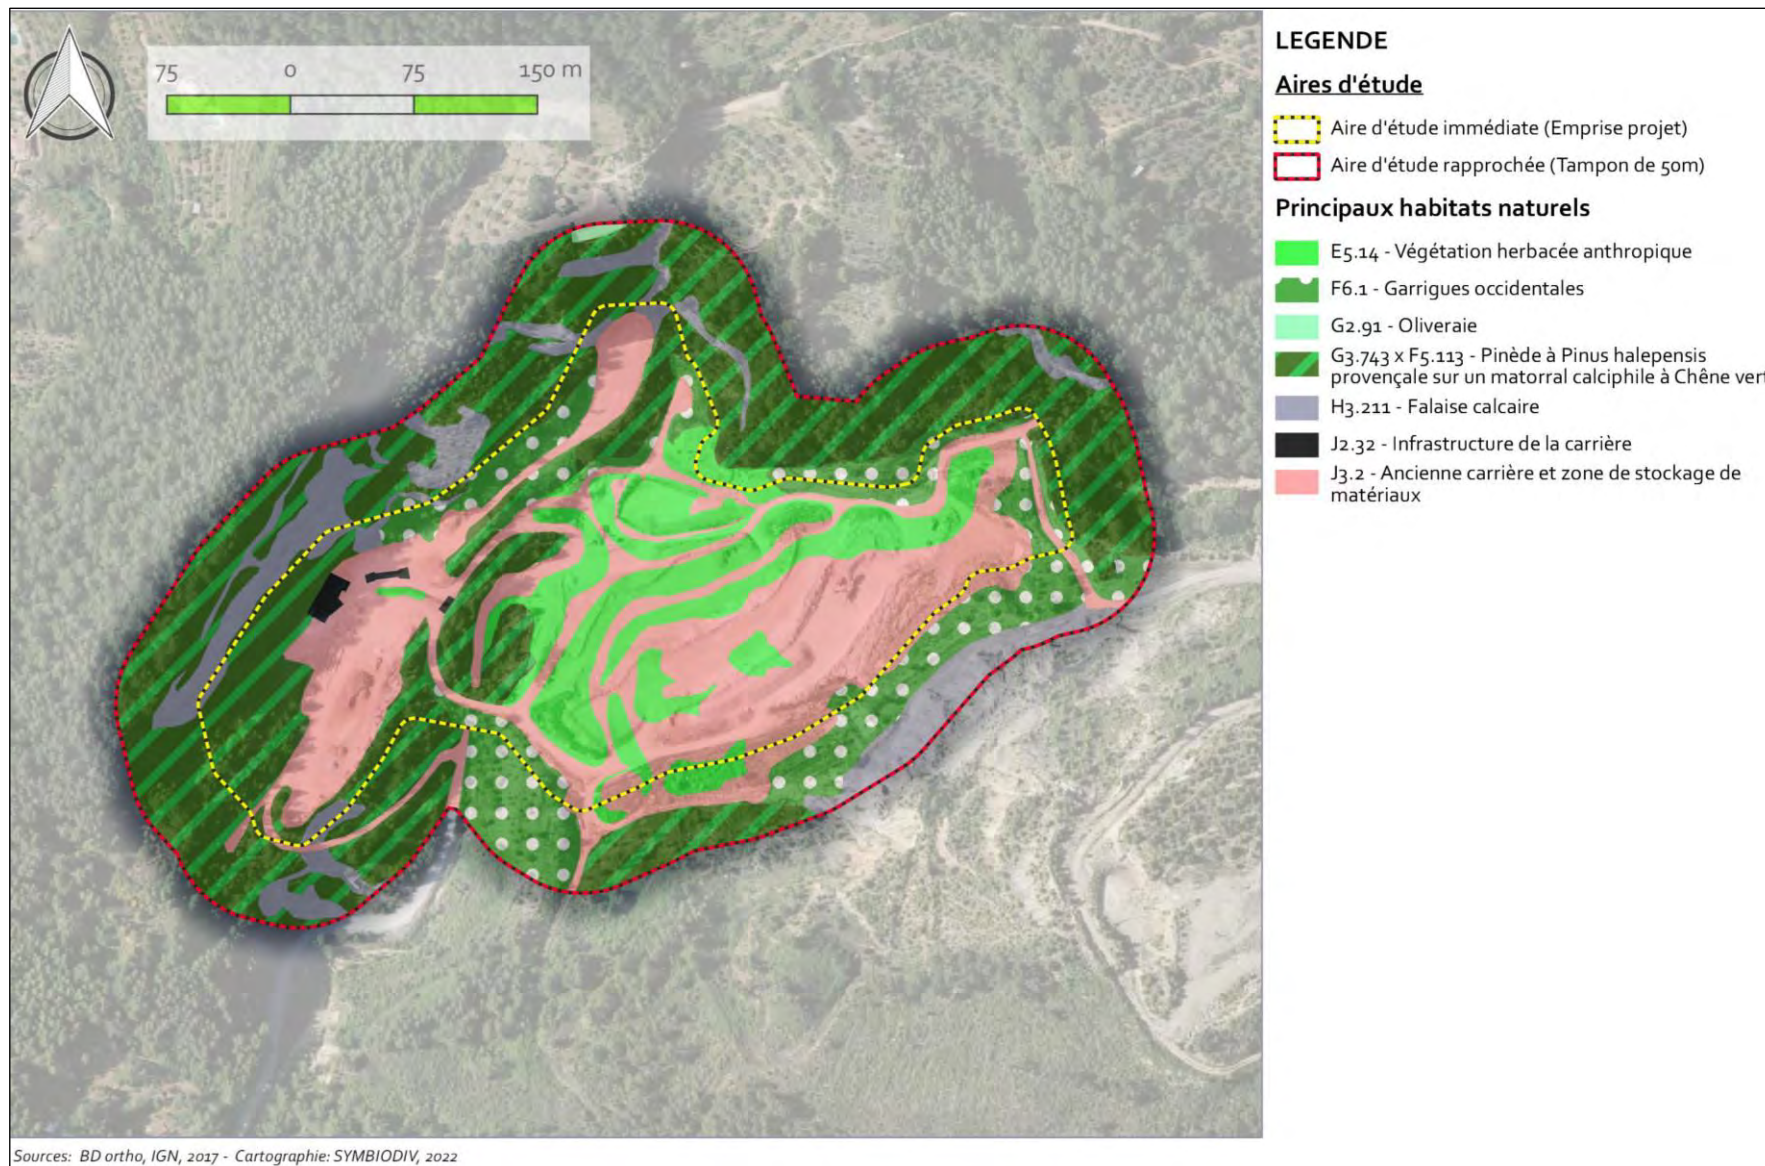 75 0 75 150 m
LEGENDE
Aires d'étude
Aire d'étude immédiate (Emprise projet)
Aire d'étude rapprochée (Tampon de 50m)
Principaux habitats naturels
E5.14 - Végétation herbacée anthropique
F6.1 - Garrigues occidentales
G2.91 - Oliveraie
G3.743 x F5.113 - Pinède à Pinus halepensis
provençale sur un matorral calciphile à Chêne vert
H3.211 - Falaise calcaire
J2.32 - Infrastructure de la carrière
J3.2 - Ancienne carrière et zone de stockage de
matériaux
Sources: BD ortho, IGN, 2017 - Cartographie: SYMBIODIV, 2022